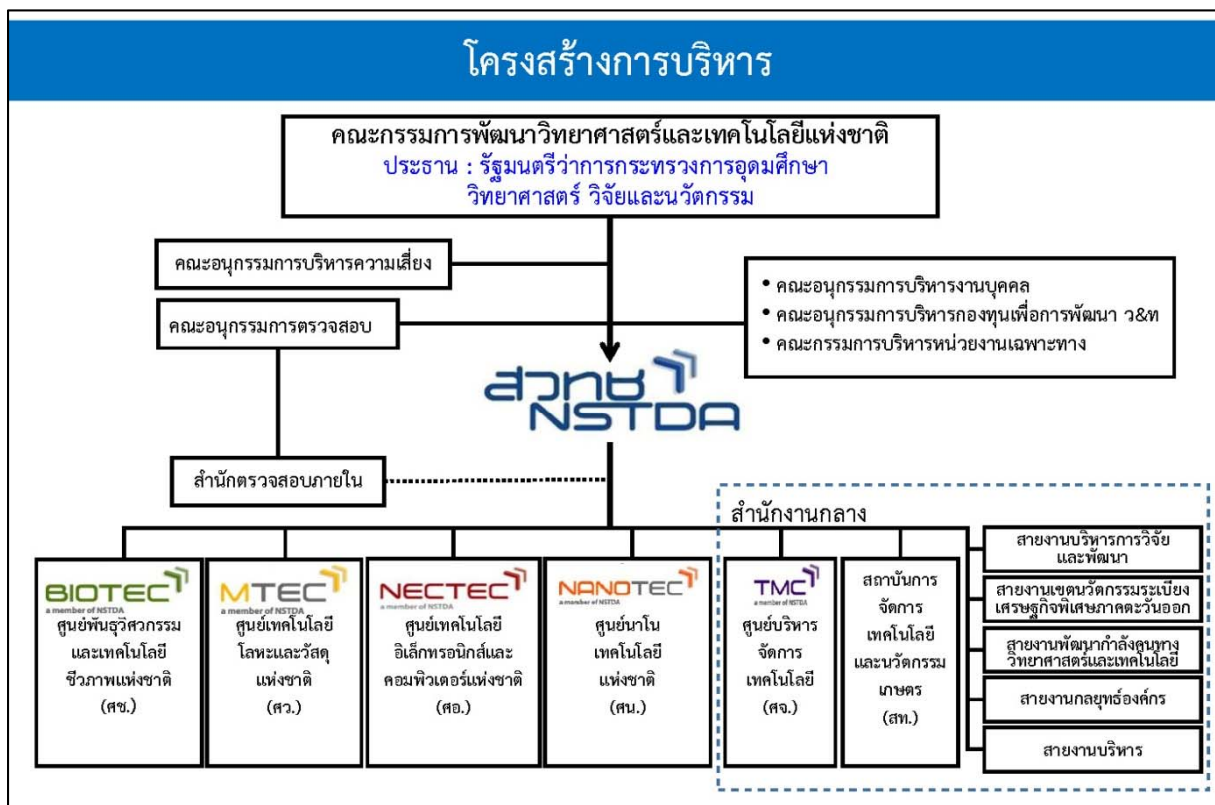 โครงสร้างการบริหาร
คณะกรรมการพัฒนาวิทยาศาสตร์และเทคโนโลยีแห่งชาติ
ประธาน : รัฐมนตรีว่าการกระทรวงการอุดมศึกษา
วิทยาศาสตร์ วิจัยและนวัตกรรม
คณะอนุกรรมการบริหารความเสี่ยง
คณะอนุกรรมการตรวจสอบ
• คณะอนุกรรมการบริหารงานบุคคล
• คณะอนุกรรมการบริหารกองทุนเพื่อการพัฒนา ว&ท
• คณะกรรมการบริหารหน่วยงานเฉพาะทาง
สวทช
NSTDA
สำนักตรวจสอบภายใน
สำนักงานกลาง
BIOTEC
a member of NSTDA
ศูนย์พันธุวิศวกรรม
และเทคโนโลยี
ชีวภาพแห่งชาติ
(ศช.)
MTEC
a member of NSTDA
ศูนย์เทคโนโลยี
โลหะและวัสดุ
แห่งชาติ
(ศว.)
NECTEC
a member of NSTDA
ศูนย์เทคโนโลยี
อิเล็กทรอนิกส์และ
คอมพิวเตอร์แห่งชาติ
(ศอ.)
NANOTEC
a member of NSTDA
ศูนย์นาโน
เทคโนโลยี
แห่งชาติ
(ศน.)
TMC
a member of NSTDA
ศูนย์บริหาร
จัดการ
เทคโนโลยี
(ศจ.)
สถาบันการ
จัดการ
เทคโนโลยี
และนวัตกรรม
เกษตร
(สท.)
สายงานบริหารการวิจัย
และพัฒนา
สายงานเขตนวัตกรรมระเบียง
เศรษฐกิจพิเศษภาคตะวันออก
สายงานพัฒนากำลังคนทาง
วิทยาศาสตร์และเทคโนโลยี
สายงานกลยุทธ์องค์กร
สายงานบริหาร